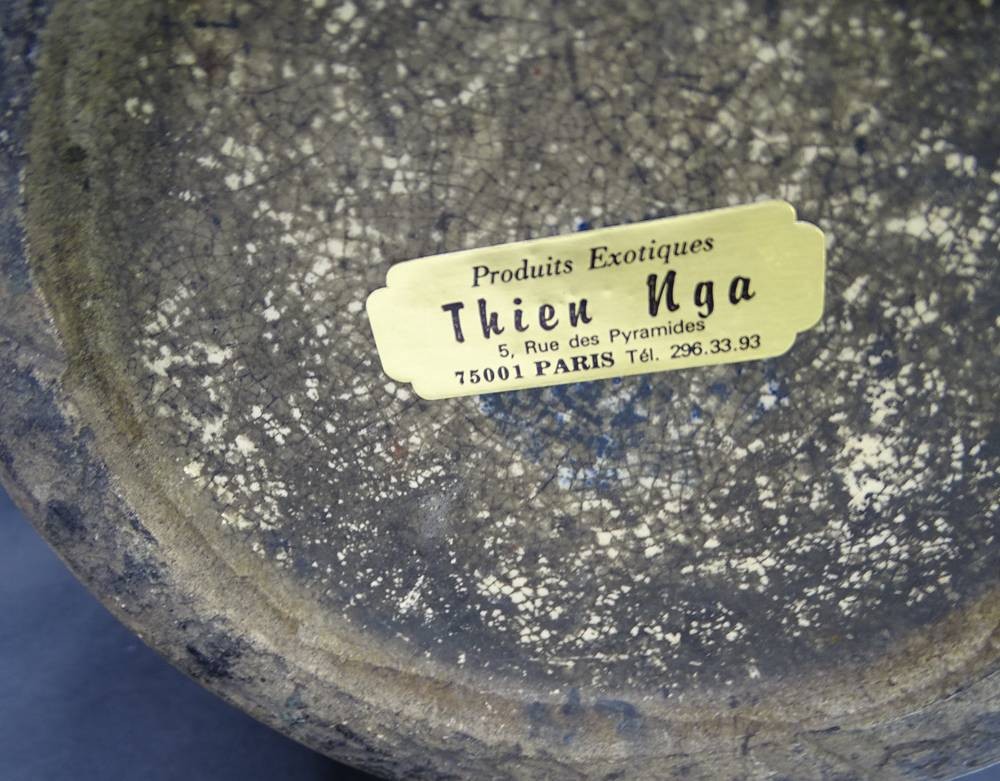 Produits Exotiques
Thien Nga
5, Rue des Pyramides
75001 PARIS Tél. 296.33.93